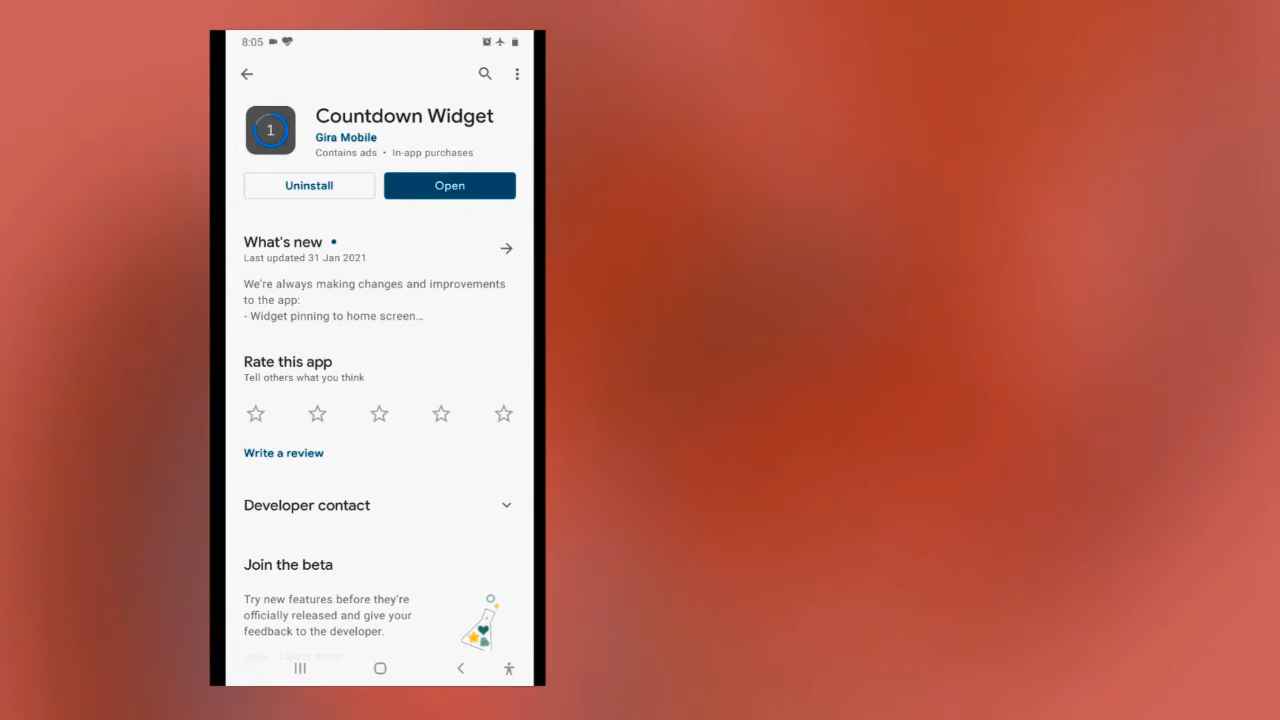 8:05
1
Countdown Widget
Gira Mobile
Contains ads • In-app purchases
Uninstall
Open
What's new •
Last updated 31 Jan 2021
We're always making changes and improvements
to the app:
- Widget pinning to home screen...
Rate this app
Tell others what you think
Write a review
Developer contact
Join the beta
Try new features before they're
officially released and give your
feedback to the developer.